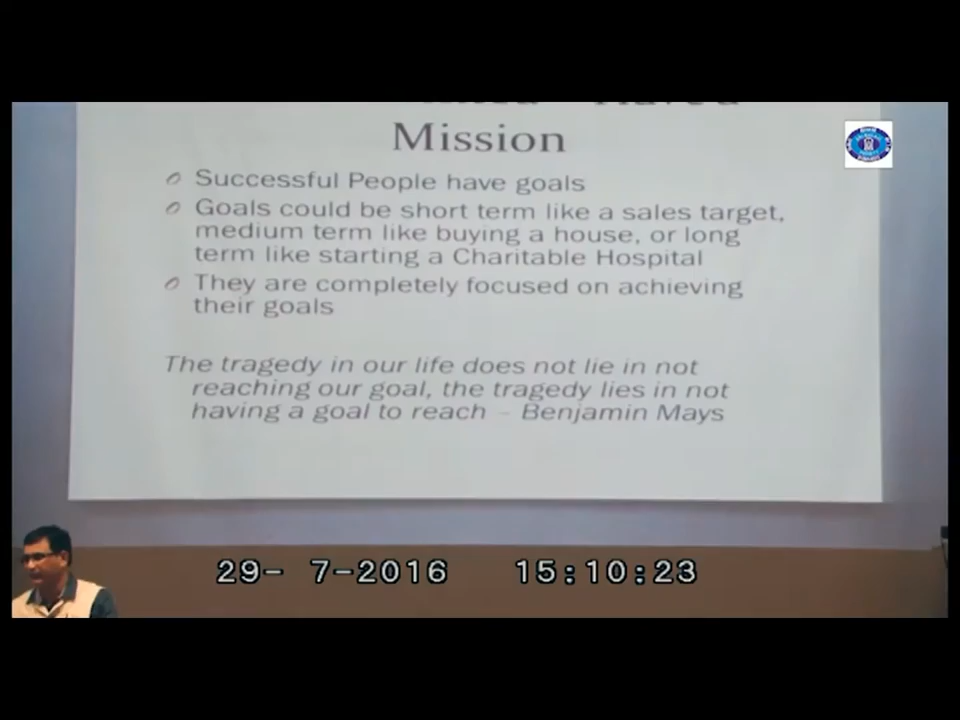 Mission
Successful People have goals
Goals could be short term like a sales target,
medium term like buying a house, or long
term like starting a Charitable Hospital
They are completely focused on achieving
their goals
The tragedy in our life does not lie in not
reaching our goal, the tragedy lies in not
having a goal to reach – Benjamin Mays
29- 7-2016 15:10:23